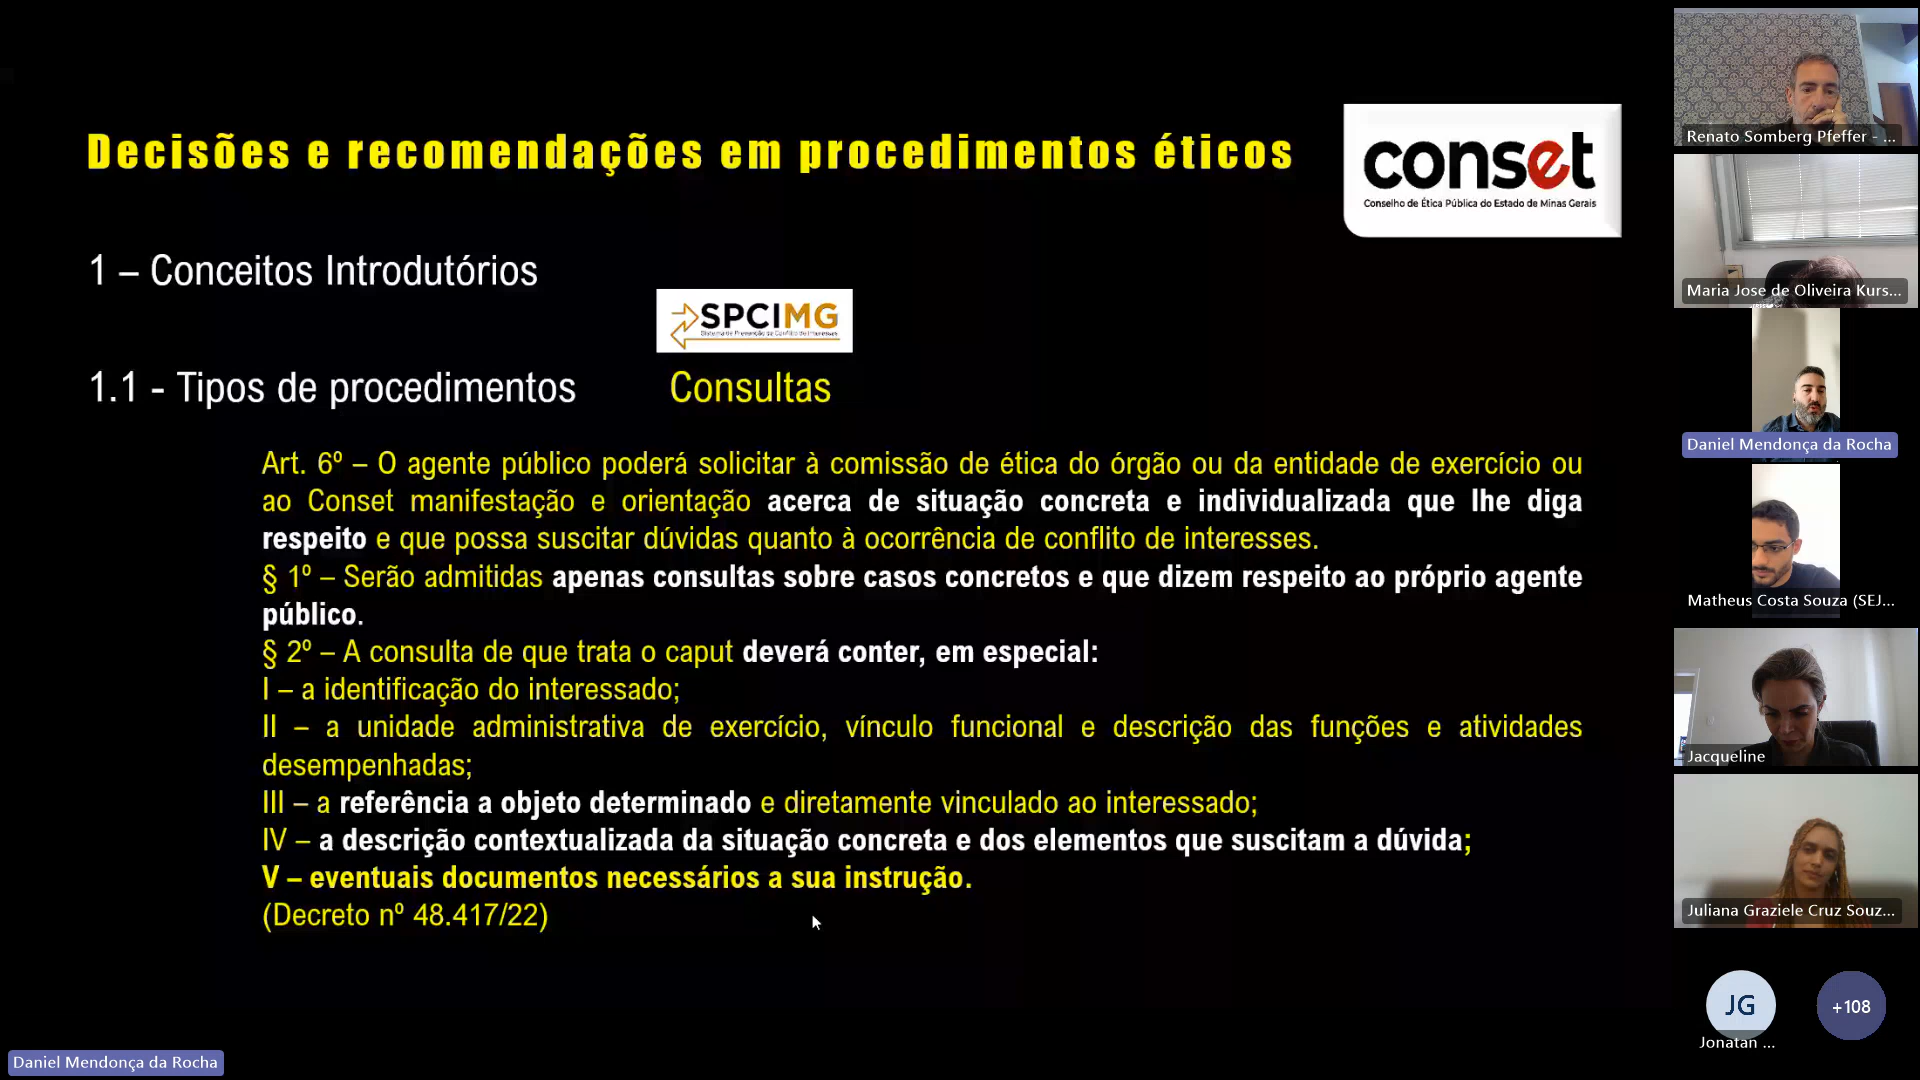 Decisões e recomendações em procedimentos éticos
conset
Conselho de Ética Pública do Estado de Minas Gerais
1 – Conceitos Introdutórios
SPCIMG
Sistema de Prevenção de Conflito de Interesses
1.1 - Tipos de procedimentos
Consultas
Art. 6º – O agente público poderá solicitar à comissão de ética do órgão ou da entidade de exercício ou
ao Conset manifestação e orientação acerca de situação concreta e individualizada que lhe diga
respeito e que possa suscitar dúvidas quanto à ocorrência de conflito de interesses.
§ 1º – Serão admitidas apenas consultas sobre casos concretos e que dizem respeito ao próprio agente
público.
§ 2º – A consulta de que trata o caput deverá conter, em especial:
I – a identificação do interessado;
II – a unidade administrativa de exercício, vínculo funcional e descrição das funções e atividades
desempenhadas;
III – a referência a objeto determinado e diretamente vinculado ao interessado;
IV – a descrição contextualizada da situação concreta e dos elementos que suscitam a dúvida;
V – eventuais documentos necessários a sua instrução.
(Decreto nº 48.417/22)
Renato Somberg Pfeffer - ...
Maria Jose de Oliveira Kurs...
Daniel Mendonça da Rocha
Matheus Costa Souza (SEJ...
Jacqueline
Juliana Graziele Cruz Souz...
JG
+108
Jonatan ...
Daniel Mendonça da Rocha